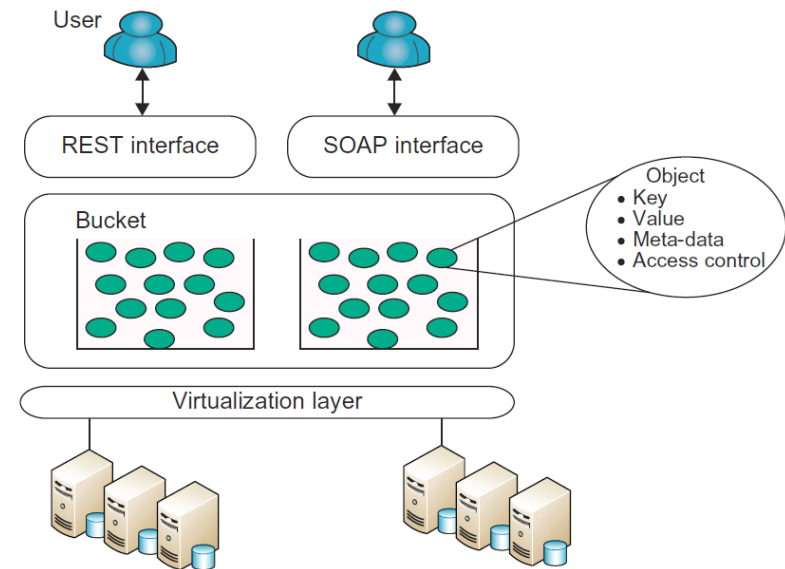 User
REST interface
SOAP interface
Bucket
Object
• Key
• Value
• Meta-data
• Access control
Virtualization layer